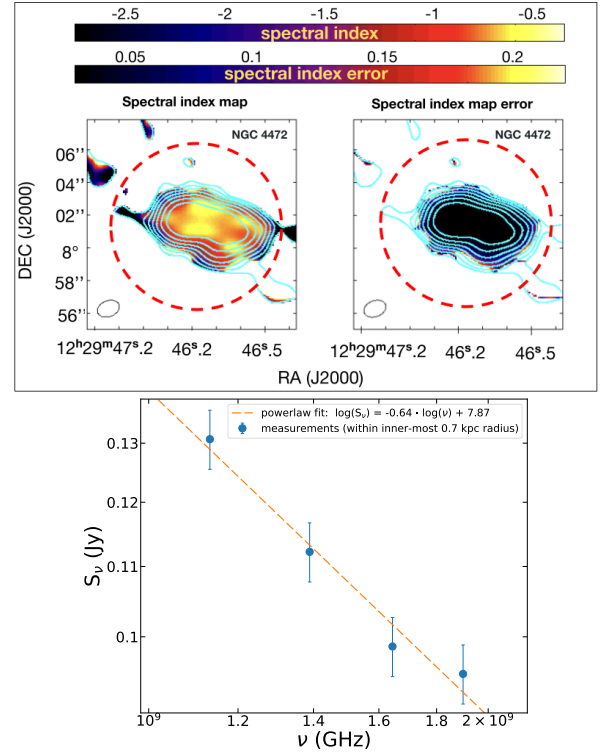 -2.5 -2 -1.5 -1 -0.5
spectral index
0.05 0.1 0.15 0.2
spectral index error
Spectral index map
Spectral index map error
NGC 4472
NGC 4472
06’’
04’’
02’’
8°
58’’
56’’
DEC (J2000)
12ʰ29ᵐ47ˢ.2 46ˢ.2 46ˢ.5
46ˢ.2 46ˢ.5
RA (J2000)
powerlaw fit: log(Sν) = -0.64 · log(ν) + 7.87
measurements (within inner-most 0.7 kpc radius)
0.13
0.12
0.11
0.1
Sν (Jy)
10⁹ 1.2 1.4 1.6 1.8 2 × 10⁹
ν (GHz)